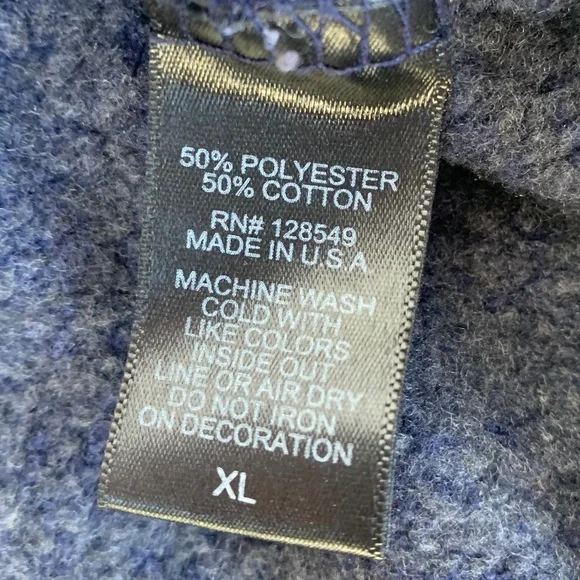 50% POLYESTER
50% COTTON
RN# 128549
MADE IN U.S.A
MACHINE WASH
COLD WITH
LIKE COLORS
INSIDE OUT
LINE OR AIR DRY
DO NOT IRON
ON DECORATION
XL